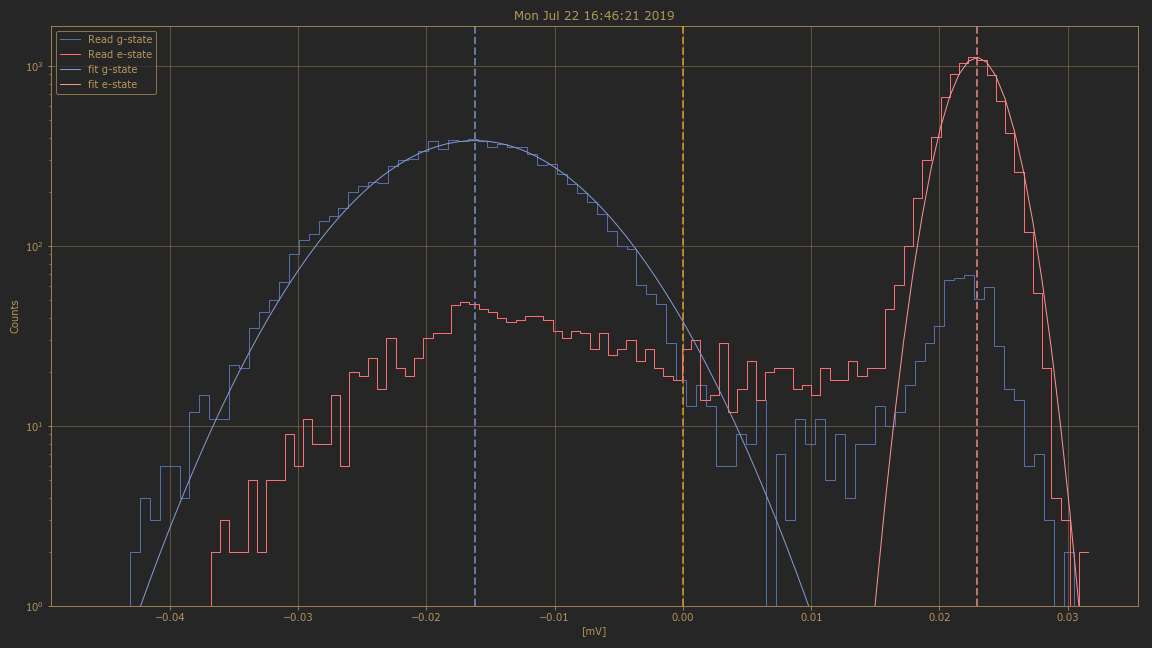 Mon Jul 22 16:46:21 2019
Read g-state
Read e-state
fit g-state
fit e-state
Counts
10³
10²
10¹
10⁰
−0.04 −0.03 −0.02 −0.01 0.00 0.01 0.02 0.03
[mV]